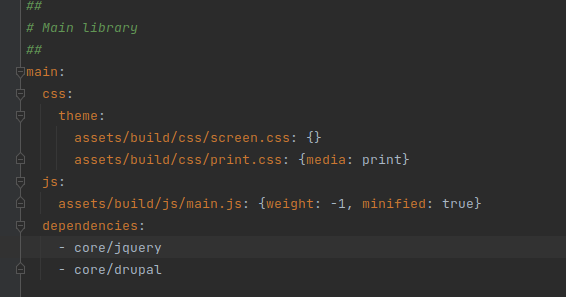 ##
# Main library
##
main:
  css:
    theme:
      assets/build/css/screen.css: {}
      assets/build/css/print.css: {media: print}
  js:
    assets/build/js/main.js: {weight: -1, minified: true}
  dependencies:
    - core/jquery
    - core/drupal